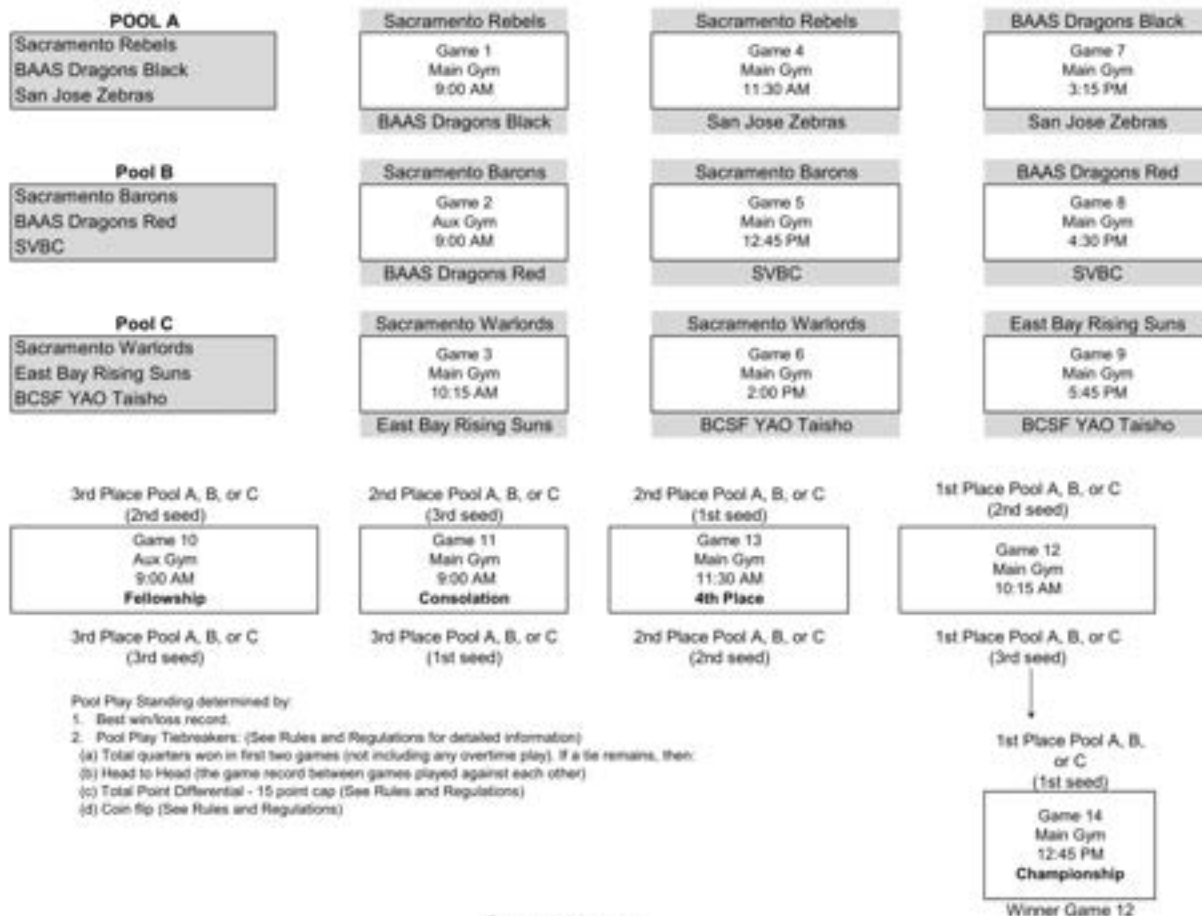 POOL A
Sacramento Rebels
BAAS Dragons Black
San Jose Zebras
Sacramento Rebels
Game 1
Main Gym
9:00 AM
BAAS Dragons Black
Sacramento Rebels
Game 4
Main Gym
11:30 AM
San Jose Zebras
BAAS Dragons Black
Game 7
Main Gym
3:15 PM
San Jose Zebras
Pool B
Sacramento Barons
BAAS Dragons Red
SVBC
Sacramento Barons
Game 2
Aux Gym
9:00 AM
BAAS Dragons Red
Sacramento Barons
Game 5
Main Gym
12:45 PM
SVBC
BAAS Dragons Red
Game 8
Main Gym
4:30 PM
SVBC
Pool C
Sacramento Warlords
East Bay Rising Suns
BCSF YAO Taisho
Sacramento Warlords
Game 3
Main Gym
10:15 AM
East Bay Rising Suns
Sacramento Warlords
Game 6
Main Gym
2:00 PM
BCSF YAO Taisho
East Bay Rising Suns
Game 9
Main Gym
5:45 PM
BCSF YAO Taisho
3rd Place Pool A, B, or C
(2nd seed)
Game 10
Aux Gym
9:00 AM
Fellowship
3rd Place Pool A, B, or C
(3rd seed)
2nd Place Pool A, B, or C
(3rd seed)
Game 11
Main Gym
9:00 AM
Consolation
3rd Place Pool A, B, or C
(1st seed)
2nd Place Pool A, B, or C
(1st seed)
Game 13
Main Gym
11:30 AM
4th Place
2nd Place Pool A, B, or C
(2nd seed)
1st Place Pool A, B, or C
(2nd seed)
Game 12
Main Gym
10:15 AM
1st Place Pool A, B, or C
(3rd seed)
Pool Play Standing determined by:
1. Best win/loss record.
2. Pool Play Tiebreakers: (See Rules and Regulations for detailed information)
(a) Total quarters won in first two games (not including any overtime play). If a tie remains, then:
(b) Head to Head (the game record between games played against each other)
(c) Total Point Differential - 15 point cap (See Rules and Regulations)
(d) Coin flip (See Rules and Regulations)
1st Place Pool A, B,
or C
(1st seed)
Game 14
Main Gym
12:45 PM
Championship
Winner Game 12